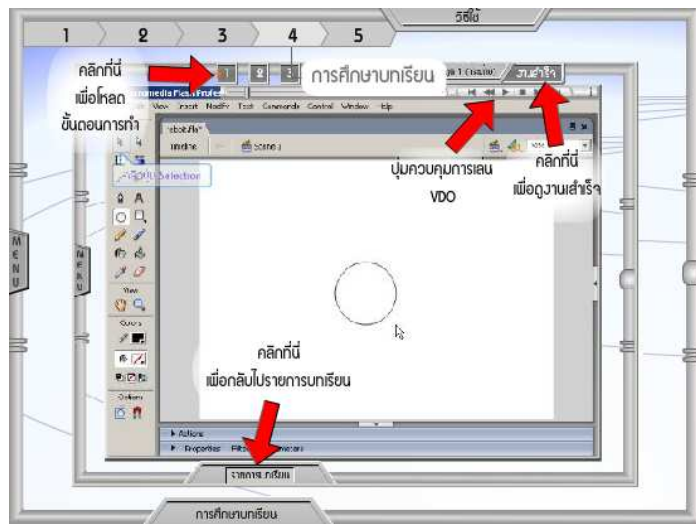 วิธีใช้
1 2 3 4 5
คลิกที่นี่
เพื่อโหลด
ขั้นตอนการทำ
1 2 3
การศึกษาบทเรียน
งานสำเร็จ
View Insert Modify Text Commands Control Window Help
Timeline
Scene 1
Selection
ปุ่มควบคุมการเล่น
VDO
คลิกที่นี่
เพื่อดูงานสำเร็จ
MENU
MENU
View
Colors
Options
คลิกที่นี่
เพื่อกลับไปรายการบทเรียน
Actions
Properties
รายการบทเรียน
การศึกษาบทเรียน